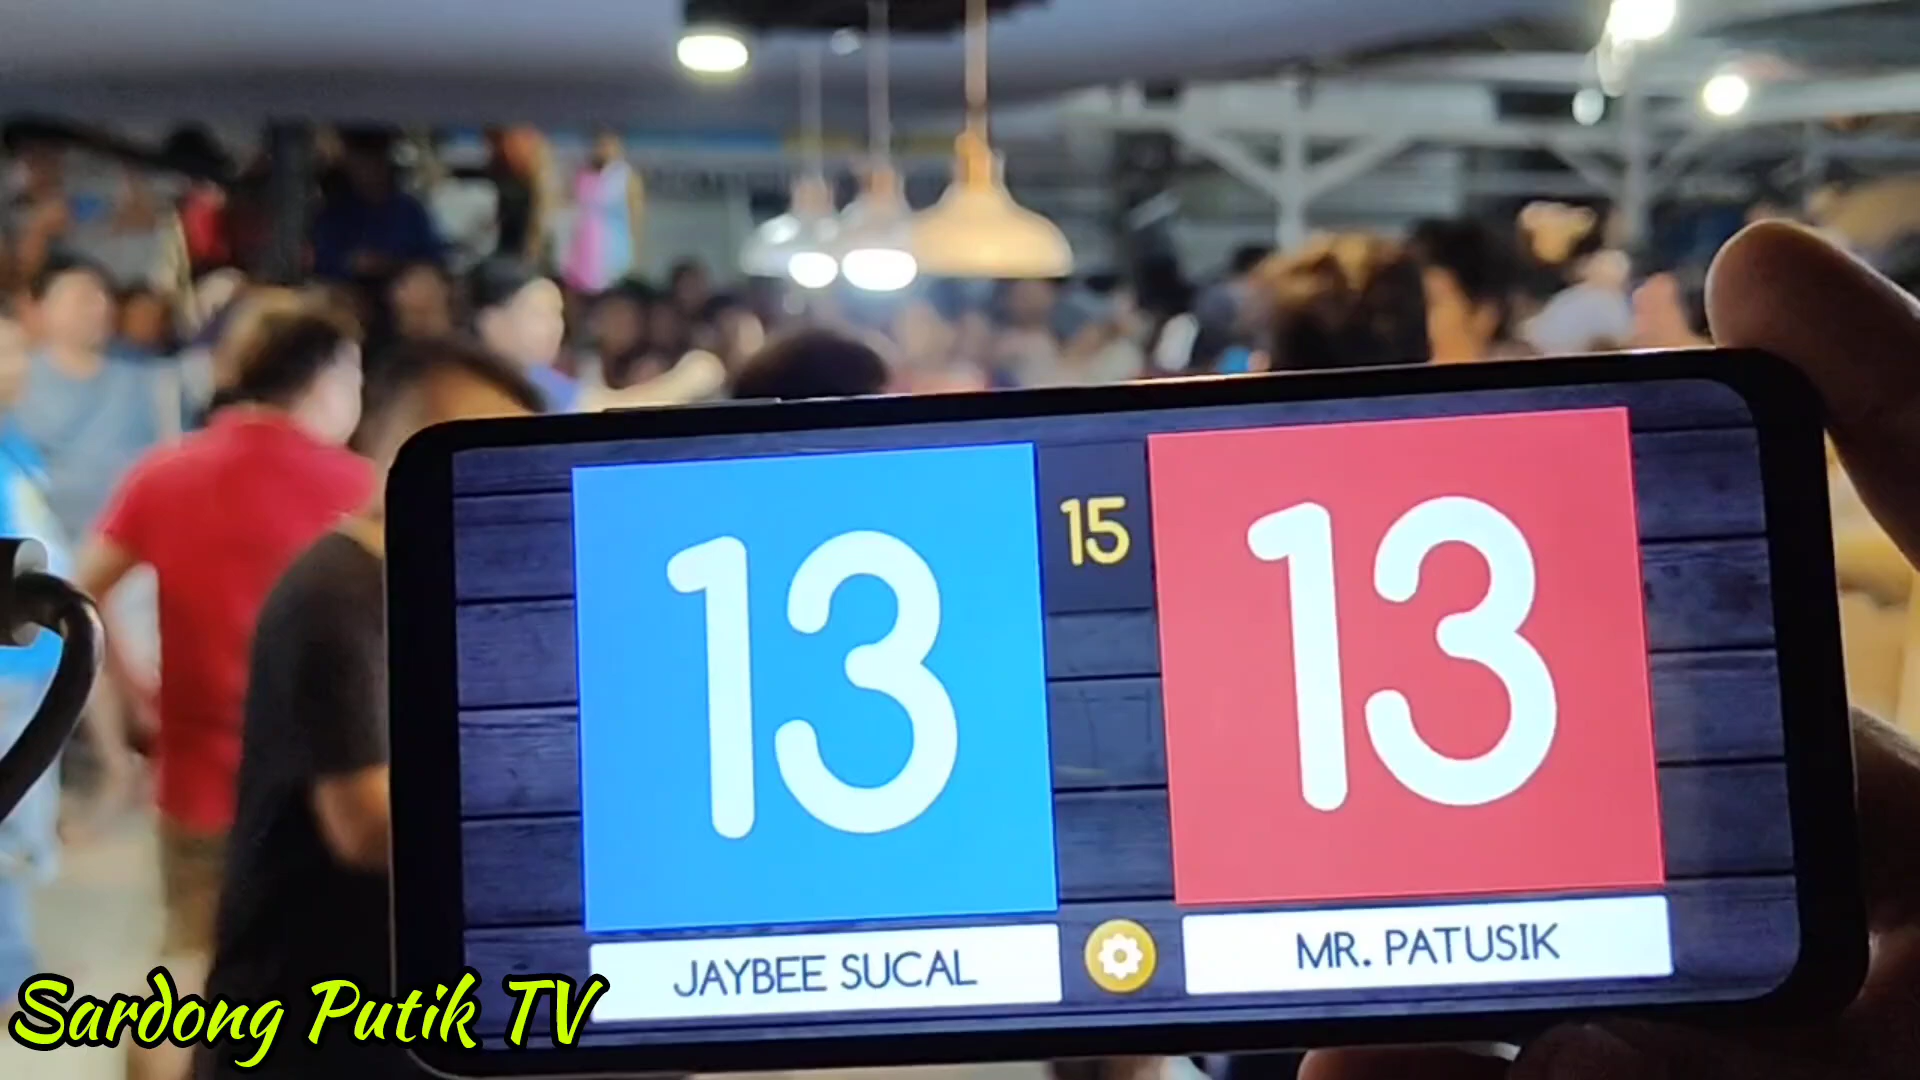 13
15
13
JAYBEE SUCAL
MR. PATUSIK
Sardong Putik TV